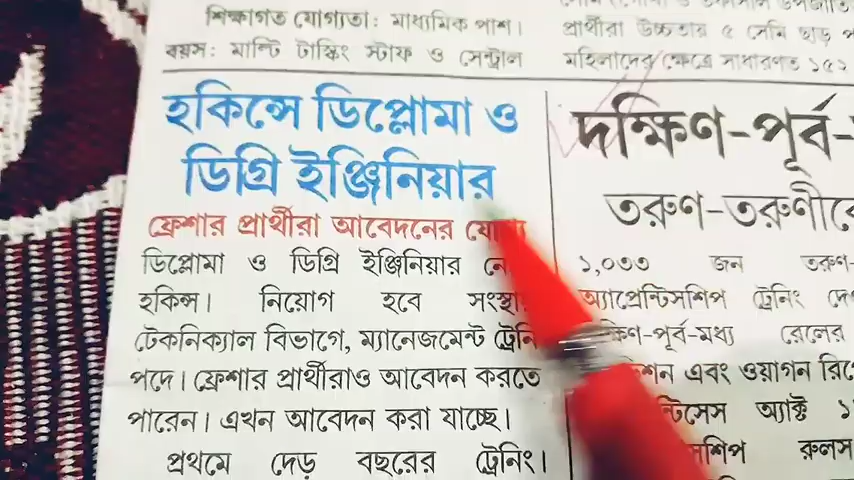 শিক্ষাগত যোগ্যতা: মাধ্যমিক পাশ।
বয়স: মাল্টি টাস্কিং স্টাফ ও সেন্ট্রাল
হকিন্সে ডিপ্লোমা ও
ডিগ্রি ইঞ্জিনিয়ার
ফ্রেশার প্রার্থীরা আবেদনের যোগ্য
ডিপ্লোমা ও ডিগ্রি ইঞ্জিনিয়ার
হকিন্স। নিয়োগ হবে সংস্থার
টেকনিক্যাল বিভাগে, ম্যানেজমেন্ট ট্রেনি
পদে। ফ্রেশার প্রার্থীরাও আবেদন করতে
পারেন। এখন আবেদন করা যাচ্ছে।
প্রথমে দেড় বছরের ট্রেনিং।
প্রার্থীরা উচ্চতায় ৫ সেমি ছাড়
মহিলাদের ক্ষেত্রে সাধারণত ১৫২
দক্ষিণ-পূর্ব-
তরুণ-তরুণীকে
১,০৩৩ জন তরুণ-
অ্যাপ্রেন্টিসশিপ ট্রেনিং
দক্ষিণ-পূর্ব-মধ্য রেলের
এবং ওয়াগন
অ্যাক্ট
রুলস